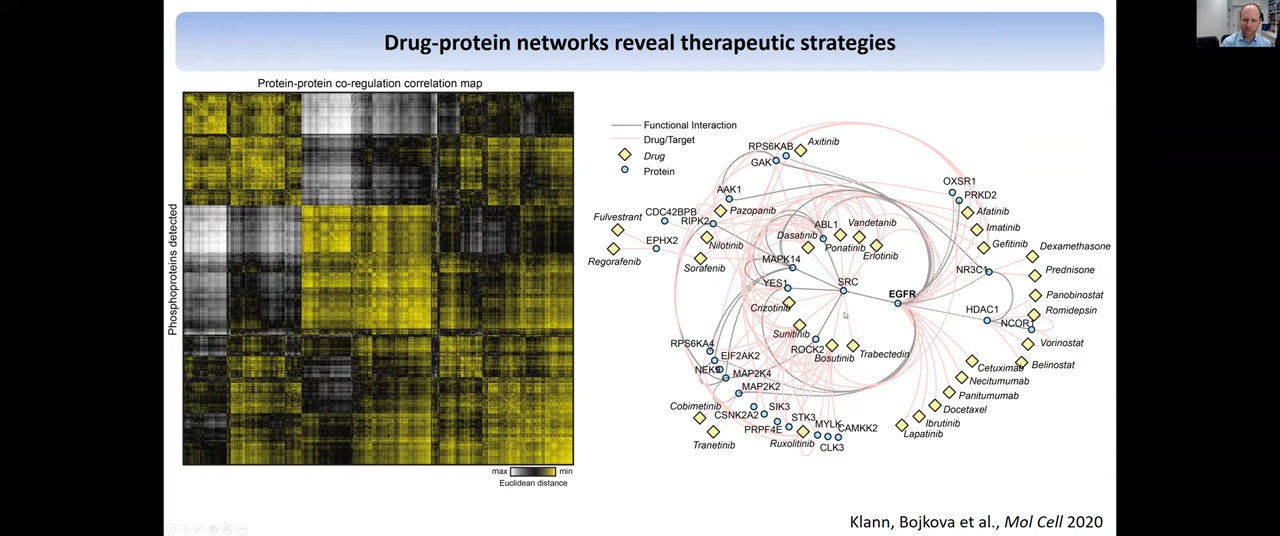 Drug-protein networks reveal therapeutic strategies
Protein-protein co-regulation correlation map
Phosphoproteins detected
max
min
Euclidean distance
Functional Interaction
Drug/Target
Drug
Protein
RPS6KAB
Axitinib
GAK
OXSR1
PRKD2
AAK1
Afatinib
Fulvestrant
CDC42BPB
RIPK2
Pazopanib
Imatinib
ABL1
Vandetanib
Dasatinib
Regorafenib
EPHX2
Nilotinib
Ponatinib
Erlotinib
Gefitinib
Dexamethasone
Sorafenib
MAPK14
NR3C1
Prednisone
YES1
SRC
EGFR
Panobinostat
Crizotinib
HDAC1
Romidepsin
NCOR1
Sunitinib
RPS6KA4
ROCK2
Bosutinib
Trabectedin
Vorinostat
EIF2AK2
NEK9
MAP2K4
Cetuximab
Belinostat
MAP2K2
Necitumumab
Panitumumab
Cobimetinib
CSNK2A2
SIK3
Docetaxel
Tranetinib
PRPF4E
STK3
MYLK
CAMKK2
Ibrutinib
Ruxolitinib
CLK3
Lapatinib
Klann, Bojkova et al., Mol Cell 2020